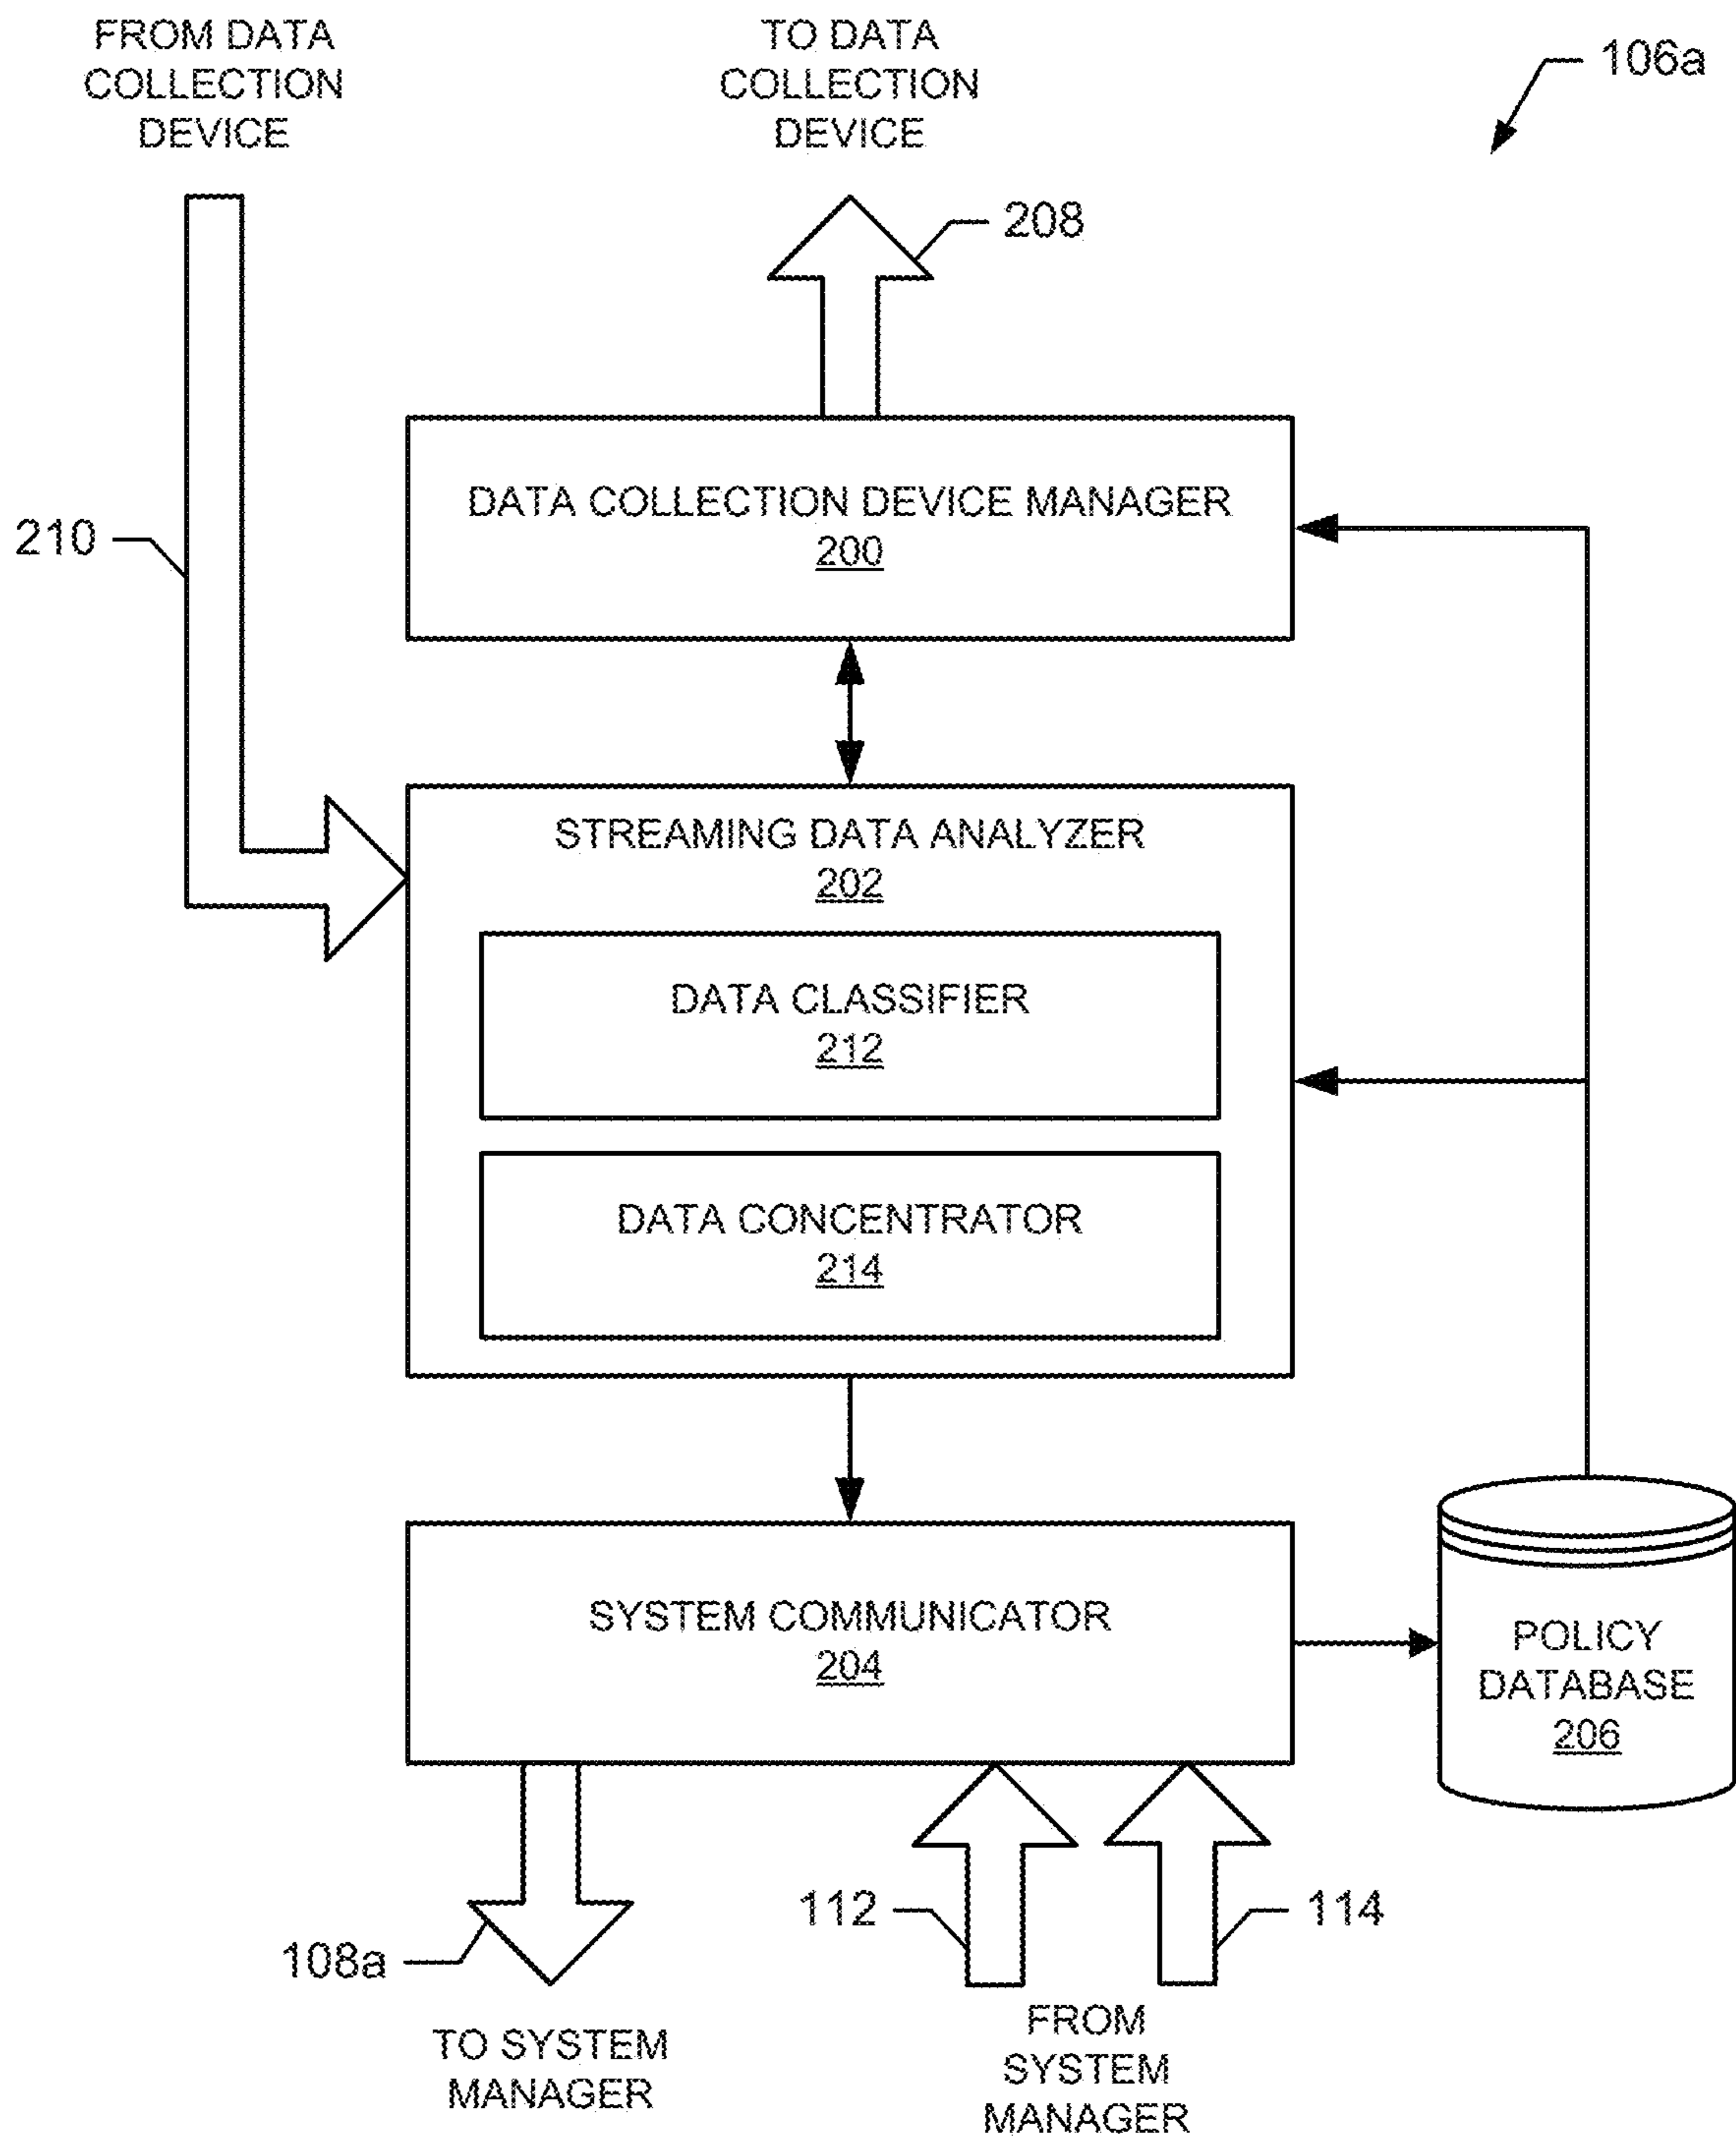 FROM DATA
COLLECTION
DEVICE
TO DATA
COLLECTION
DEVICE
106a
208
DATA COLLECTION DEVICE MANAGER
200
210
STREAMING DATA ANALYZER
202
DATA CLASSIFIER
212
DATA CONCENTRATOR
214
SYSTEM COMMUNICATOR
204
POLICY
DATABASE
206
108a
112
114
TO SYSTEM
MANAGER
FROM
SYSTEM
MANAGER